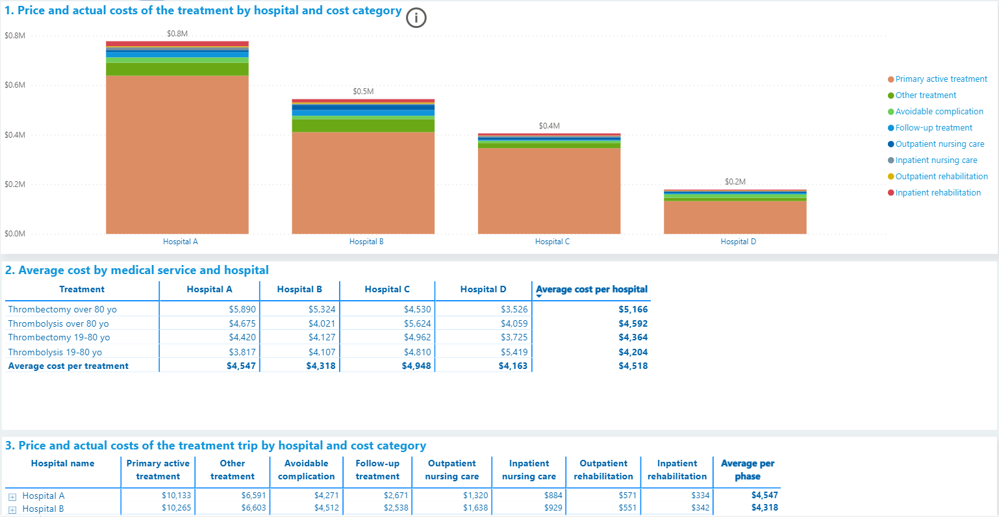 1. Price and actual costs of the treatment by hospital and cost category
i
$0.8M
$0.6M
$0.4M
$0.2M
$0.0M
$0.8M
$0.5M
$0.4M
$0.2M
Hospital A
Hospital B
Hospital C
Hospital D
Primary active treatment
Other treatment
Avoidable complication
Follow-up treatment
Outpatient nursing care
Inpatient nursing care
Outpatient rehabilitation
Inpatient rehabilitation
2. Average cost by medical service and hospital
Treatment Hospital A Hospital B Hospital C Hospital D Average cost per hospital
Thrombectomy over 80 yo $5,890 $5,324 $4,530 $3,526 $5,166
Thrombolysis over 80 yo $4,675 $4,021 $5,624 $4,059 $4,592
Thrombectomy 19-80 yo $4,420 $4,127 $4,962 $3,725 $4,364
Thrombolysis 19-80 yo $3,817 $4,107 $4,810 $5,419 $4,204
Average cost per treatment $4,547 $4,318 $4,948 $4,163 $4,518
3. Price and actual costs of the treatment trip by hospital and cost category
Hospital name Primary active Other Avoidable Follow-up Outpatient Inpatient Outpatient Inpatient Average per
treatment treatment complication treatment nursing care nursing care rehabilitation rehabilitation phase
Hospital A $10,133 $6,591 $4,271 $2,671 $1,320 $884 $571 $334 $4,547
Hospital B $10,265 $6,603 $4,512 $2,538 $1,638 $929 $551 $342 $4,318